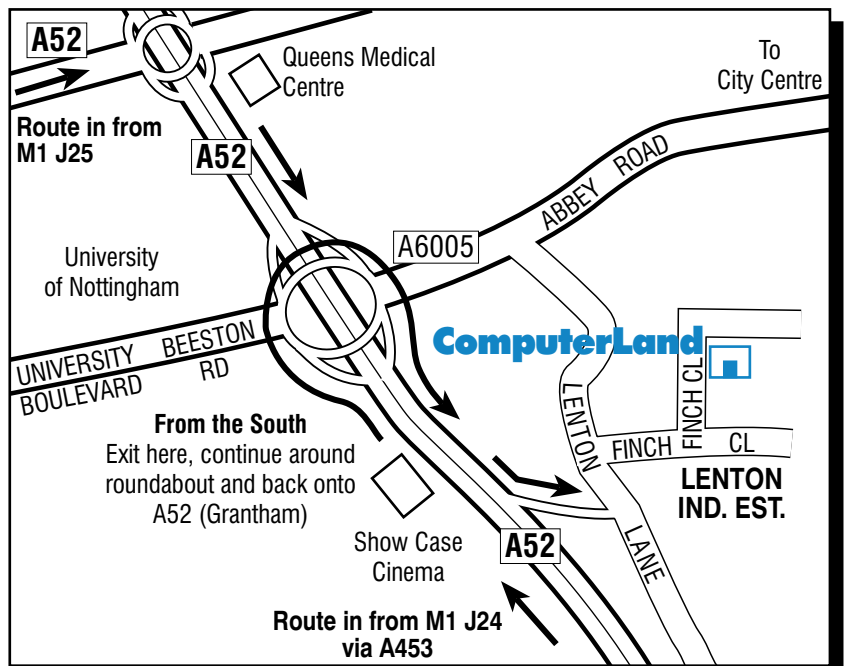 A52
Queens Medical
Centre
To
City Centre
Route in from
M1 J25
A52
ABBEY ROAD
A6005
University
of Nottingham
ComputerLand
UNIVERSITY BEESTON
BOULEVARD RD
LENTON
FINCH CL
FINCH CL
From the South
Exit here, continue around
roundabout and back onto
A52 (Grantham)
LENTON
IND. EST.
LANE
Show Case
Cinema
A52
Route in from M1 J24
via A453